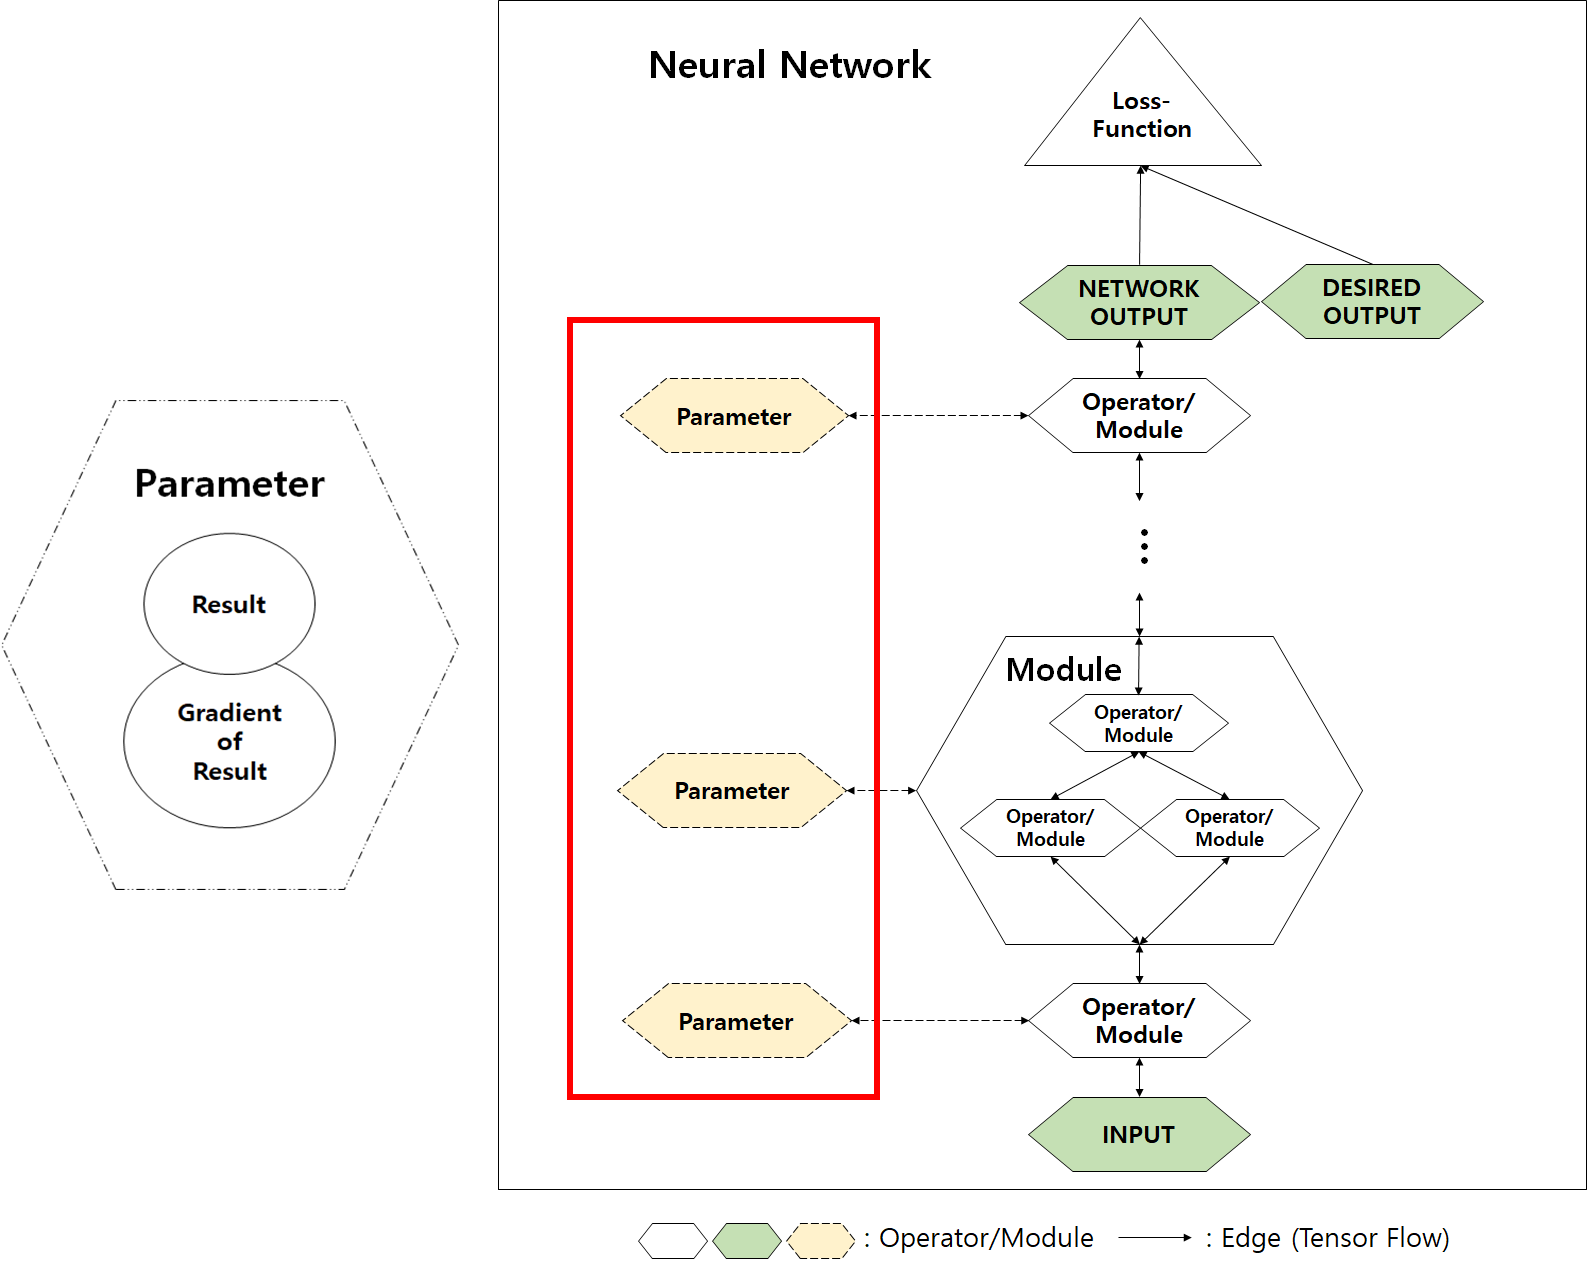 Neural Network
Loss-
Function
NETWORK
OUTPUT
DESIRED
OUTPUT
Parameter
Operator/
Module
Parameter
Result
Gradient
of
Result
Module
Operator/
Module
Parameter
Operator/
Module
Operator/
Module
Parameter
Operator/
Module
INPUT
: Operator/Module
: Edge (Tensor Flow)